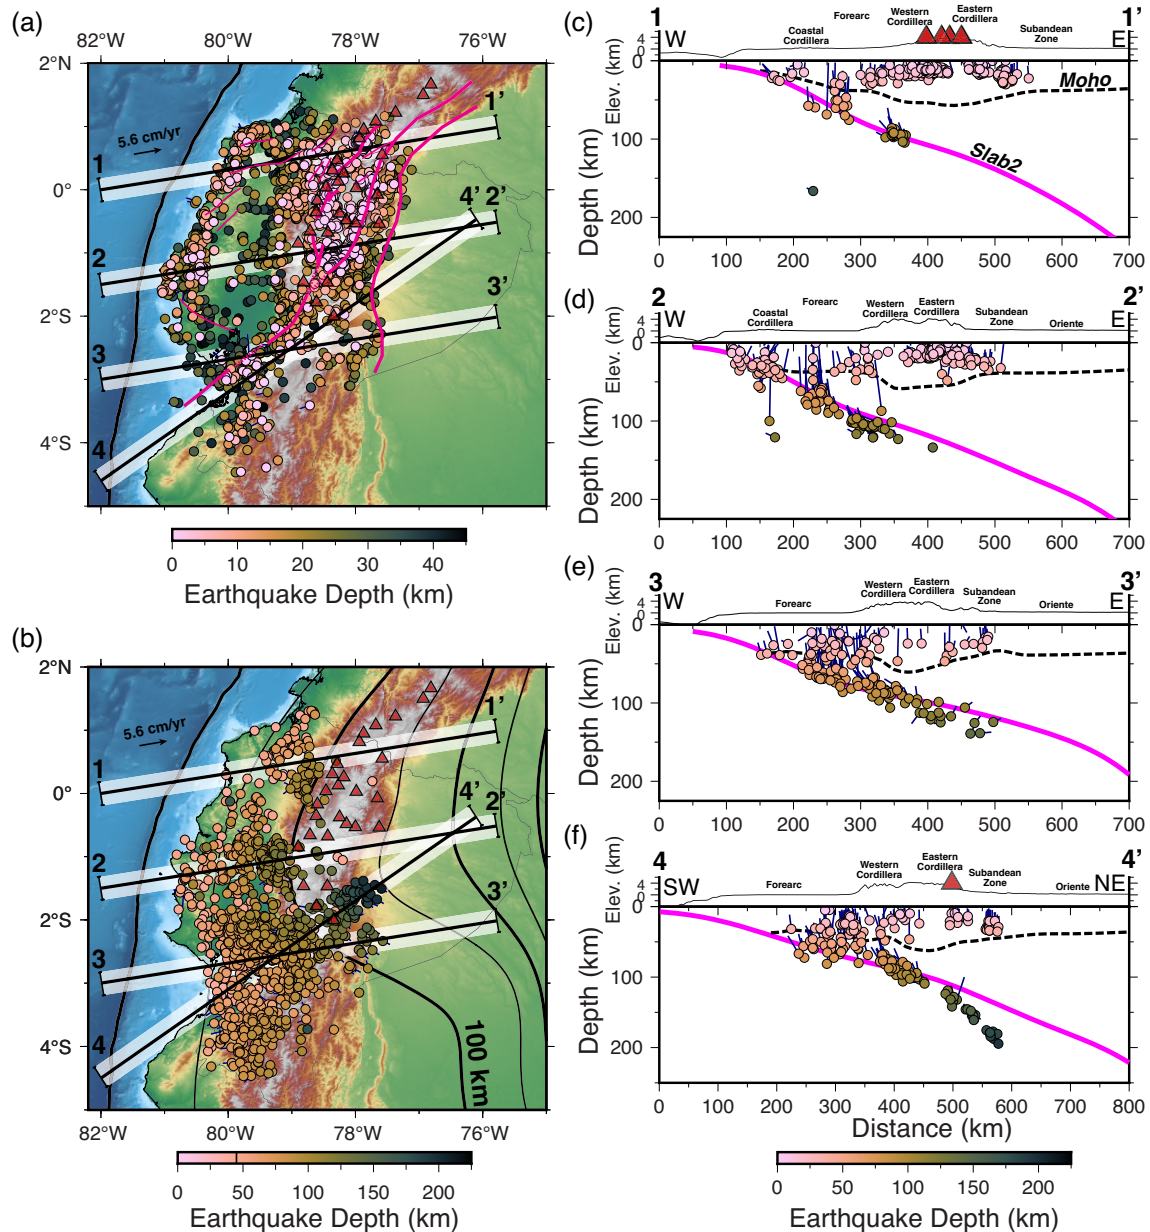 (a)
82°W 80°W 78°W 76°W
2°N
0°
2°S
4°S
5.6 cm/yr
1
1'
4' 2'
2
3'
3
4
0 10 20 30 40
Earthquake Depth (km)
(b)
2°N
0°
2°S
4°S
5.6 cm/yr
1
1'
4'
2'
2
3'
3
4
100 km
82°W 80°W 78°W 76°W
0 50 100 150 200
Earthquake Depth (km)
(c)
1
1'
W
E
Coastal
Cordillera
Forearc
Western
Cordillera
Eastern
Cordillera
Subandean
Zone
Elev.
(km)
4
0
0
100
200
Depth (km)
Moho
Slab2
0 100 200 300 400 500 600 700
(d)
2
2'
W
E
Coastal
Cordillera
Forearc
Western
Cordillera
Eastern
Cordillera
Subandean
Zone
Oriente
Elev.
(km)
4
0
0
100
200
Depth (km)
0 100 200 300 400 500 600 700
(e)
3
3'
W
E
Forearc
Western
Cordillera
Eastern
Cordillera
Subandean
Zone
Oriente
Elev.
(km)
4
0
0
100
200
Depth (km)
0 100 200 300 400 500 600 700
(f)
4
4'
SW
NE
Forearc
Western
Cordillera
Eastern
Cordillera
Subandean
Zone
Oriente
Elev.
(km)
4
0
0
100
200
Depth (km)
0 100 200 300 400 500 600 700 800
Distance (km)
0 50 100 150 200
Earthquake Depth (km)